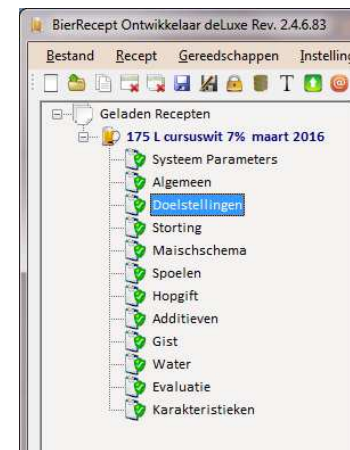 BierRecept Ontwikkelaar deLuxe Rev. 2.4.6.83
Bestand Recept Gereedschappen Instelling
T
Geladen Recepten
175 L cursuswit 7% maart 2016
Systeem Parameters
Algemeen
Doelstellingen
Storting
Maischschema
Spoelen
Hopgift
Additieven
Gist
Water
Evaluatie
Karakteristieken